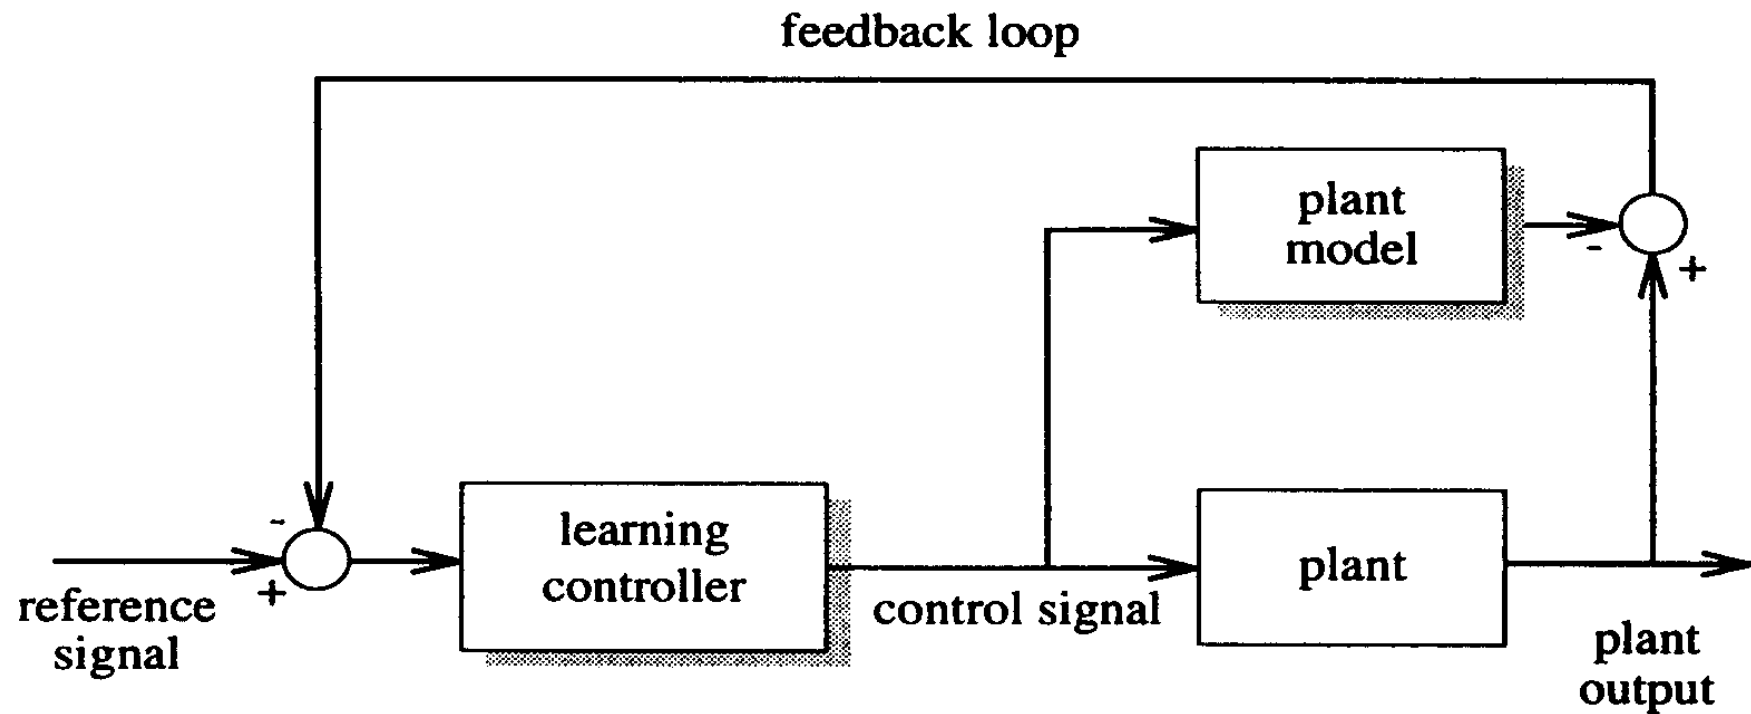 feedback loop
plant
model
-
+
-
+
learning
controller
plant
reference
signal
control signal
plant
output